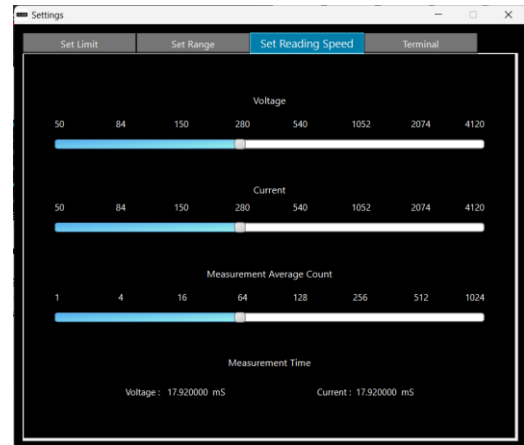 Settings
Set Limit Set Range Set Reading Speed Terminal
Voltage
50 84 150 280 540 1052 2074 4120
Current
50 84 150 280 540 1052 2074 4120
Measurement Average Count
1 4 16 64 128 256 512 1024
Measurement Time
Voltage : 17.920000 mS Current : 17.920000 mS